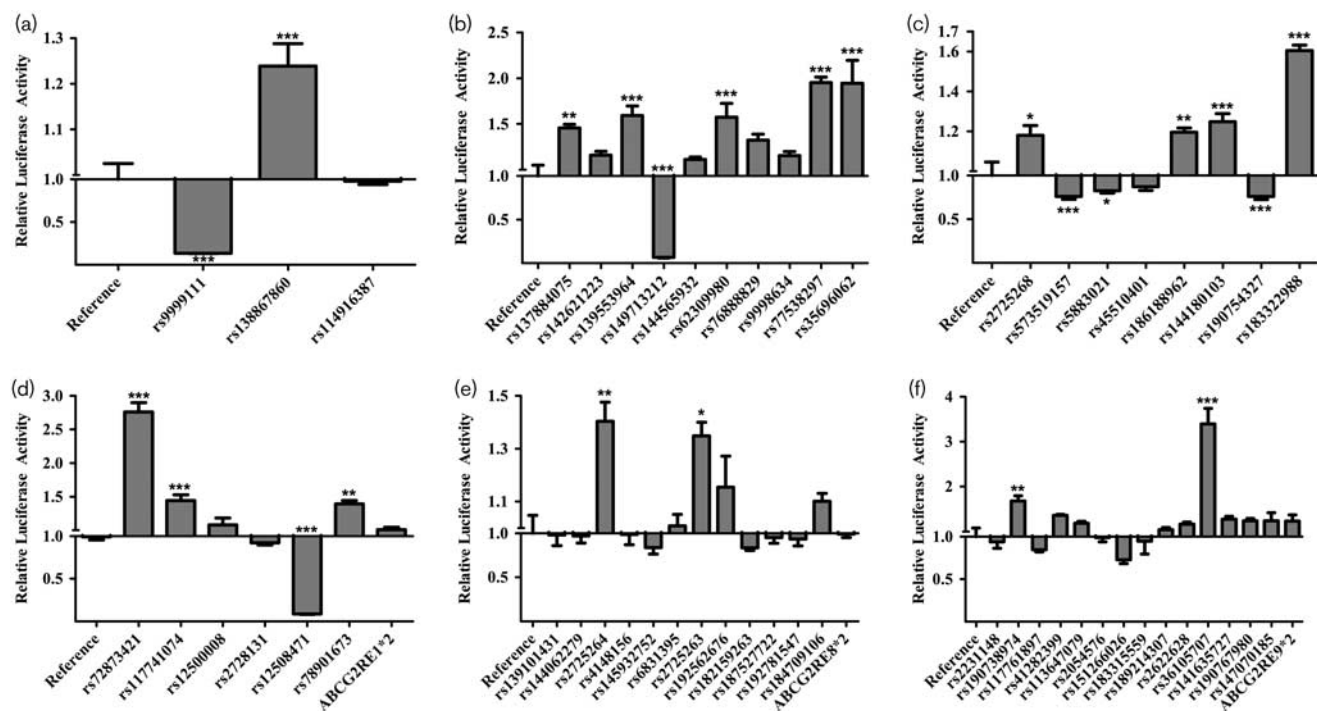 (a)
Relative Luciferase Activity
1.3
1.2
1.1
1.0
0.5
***
***
Reference
rs9999111
rs138867860
rs114916387
(b)
Relative Luciferase Activity
2.5
2.0
1.5
1.0
0.5
**
***
***
***
***
***
Reference
rs137884075
rs142621223
rs139553964
rs149713212
rs144565932
rs62309980
rs76888829
rs9998634
rs77538297
rs35696062
(c)
Relative Luciferase Activity
1.6
1.4
1.2
1.0
0.5
*
***
*
**
***
***
***
Reference
rs2725268
rs573519157
rs5883021
rs45510401
rs186188962
rs144180103
rs190754327
rs183322988
(d)
Relative Luciferase Activity
3.0
2.5
2.0
1.5
1.0
0.5
***
***
***
**
Reference
rs72873421
rs117741074
rs12500008
rs2728131
rs12508471
rs78901673
ABCG2RE1*2
(e)
Relative Luciferase Activity
1.5
1.1
1.0
0.5
**
*
Reference
rs139101431
rs144062279
rs2725264
rs4148156
rs145932752
rs6831395
rs2725263
rs192562676
rs182159263
rs187527722
rs192781547
rs184709106
ABCG2RE8*2
(f)
Relative Luciferase Activity
4
3
2
1.0
0.5
**
***
Reference
rs2231148
rs190738974
rs117761897
rs41282399
rs113647079
rs2054576
rs151266026
rs183315559
rs189214307
rs2622628
rs36105707
rs141635727
rs190767980
rs147070185
ABCG2RE9*2